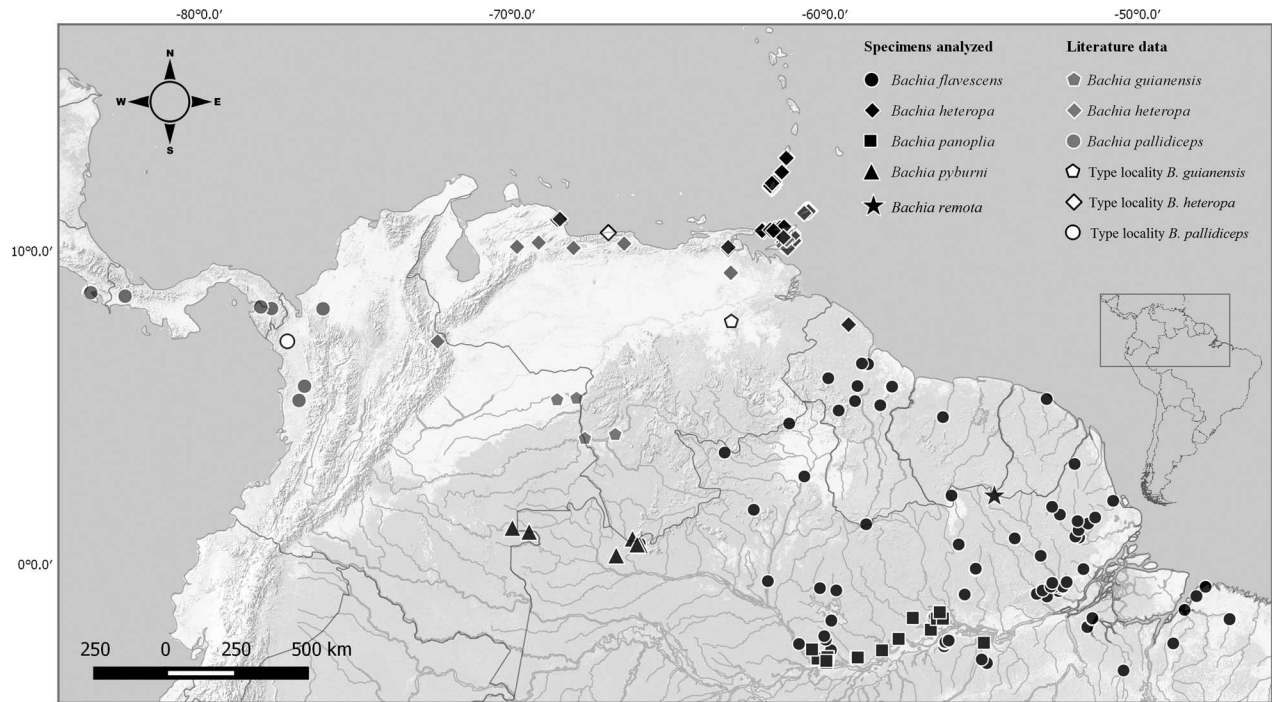 -80°0.0′ -70°0.0′ -60°0.0′ -50°0.0′
N
W E
S
Specimens analyzed
Bachia flavescens
Bachia heteropa
Bachia panoplia
Bachia pyburni
Bachia remota
Literature data
Bachia guianensis
Bachia heteropa
Bachia pallidiceps
Type locality B. guianensis
Type locality B. heteropa
Type locality B. pallidiceps
10°0.0′
0°0.0′
250 0 250 500 km